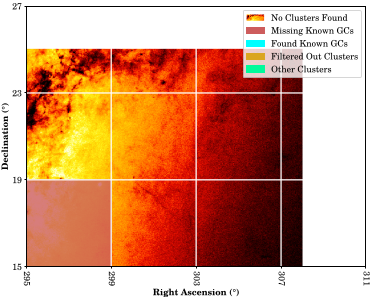 27
23
19
15
295
299
303
307
311
Declination (°)
Right Ascension (°)
No Clusters Found
Missing Known GCs
Found Known GCs
Filtered Out Clusters
Other Clusters